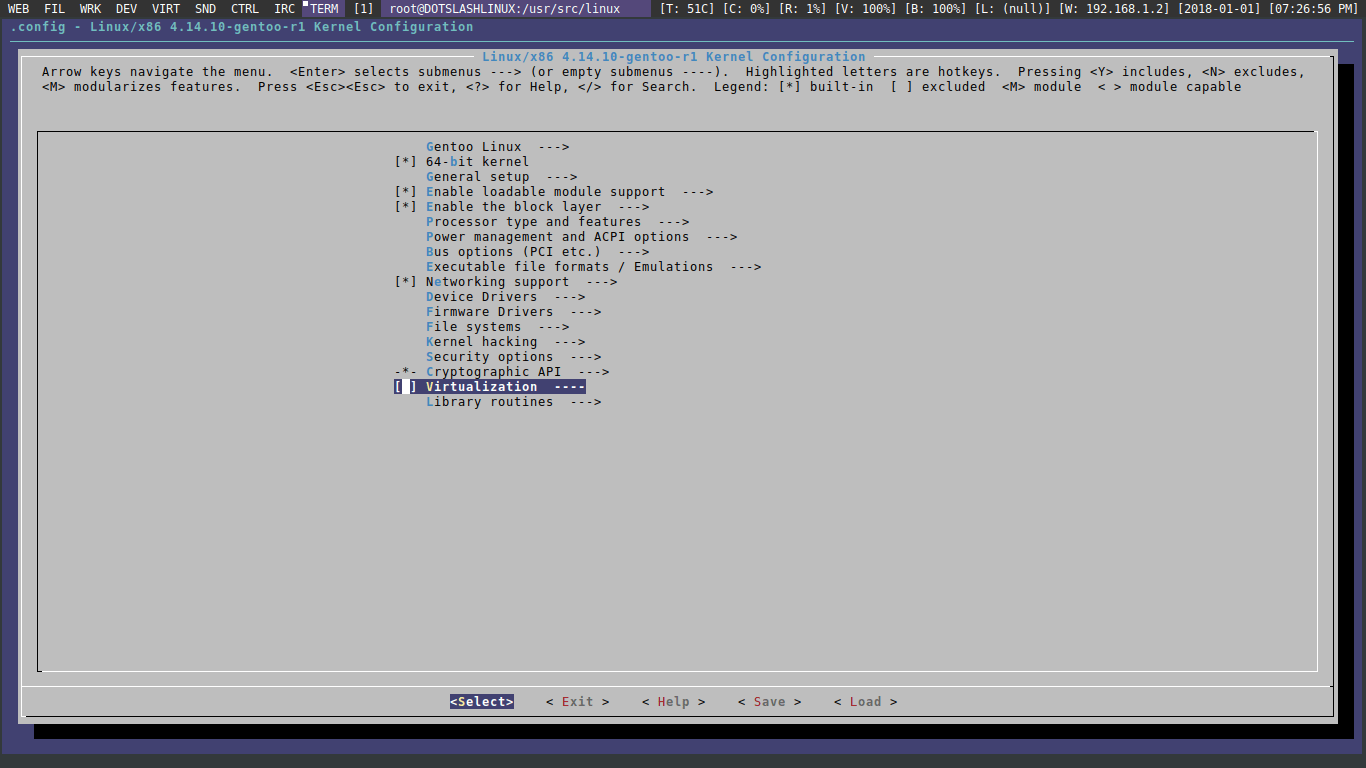 WEB FIL WRK DEV VIRT SND CTRL IRC TERM [1] root@DOTSLASHLINUX:/usr/src/linux [T: 51C] [C: 0%] [R: 1%] [V: 100%] [B: 100%] [L: (null)] [W: 192.168.1.2] [2018-01-01] [07:26:56 PM]
.config - Linux/x86 4.14.10-gentoo-r1 Kernel Configuration
Linux/x86 4.14.10-gentoo-r1 Kernel Configuration
Arrow keys navigate the menu.  <Enter> selects submenus ---> (or empty submenus ----).  Highlighted letters are hotkeys.  Pressing <Y> includes, <N> excludes,
<M> modularizes features.  Press <Esc><Esc> to exit, <?> for Help, </> for Search.  Legend: [*] built-in  [ ] excluded  <M> module  < > module capable
Gentoo Linux  --->
[*] 64-bit kernel
General setup  --->
[*] Enable loadable module support  --->
[*] Enable the block layer  --->
Processor type and features  --->
Power management and ACPI options  --->
Bus options (PCI etc.)  --->
Executable file formats / Emulations  --->
[*] Networking support  --->
Device Drivers  --->
Firmware Drivers  --->
File systems  --->
Kernel hacking  --->
Security options  --->
-*- Cryptographic API  --->
[ ] Virtualization  ----
Library routines  --->
<Select>    < Exit >    < Help >    < Save >    < Load >